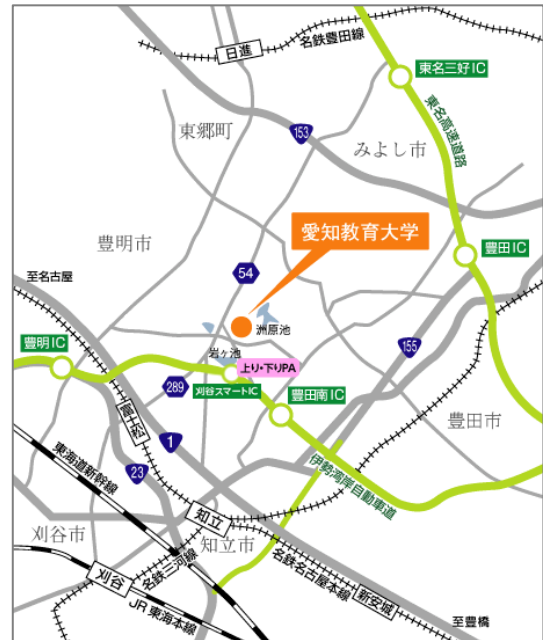 名鉄豊田線
日進
東名三好IC
東名高速道路
153
東郷町
みよし市
愛知教育大学
豊明市
豊田IC
54
至名古屋
洲原池
155
豊明IC
岩ヶ池
上り・下りPA
289
刈谷スマートIC
豊田南IC
富士松
豊田市
1
東海道新幹線
23
伊勢湾岸自動車道
刈谷市
知立
知立市
名鉄三河線
刈谷
名鉄名古屋本線
新安城
JR東海本線
至豊橋